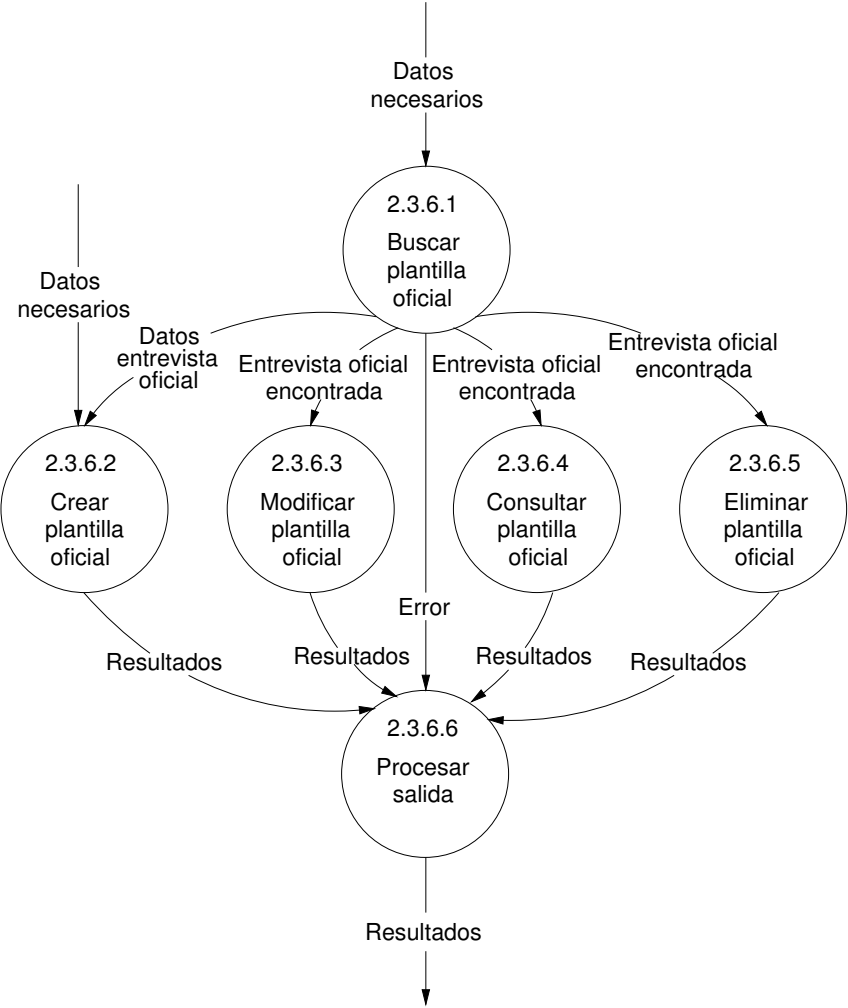 Datos
necesarios
2.3.6.1
Buscar
plantilla
oficial
Datos
necesarios
Datos
entrevista
oficial
Entrevista oficial
encontrada
Entrevista oficial
encontrada
Entrevista oficial
encontrada
2.3.6.2
Crear
plantilla
oficial
2.3.6.3
Modificar
plantilla
oficial
2.3.6.4
Consultar
plantilla
oficial
2.3.6.5
Eliminar
plantilla
oficial
Error
Resultados
Resultados
Resultados
Resultados
2.3.6.6
Procesar
salida
Resultados